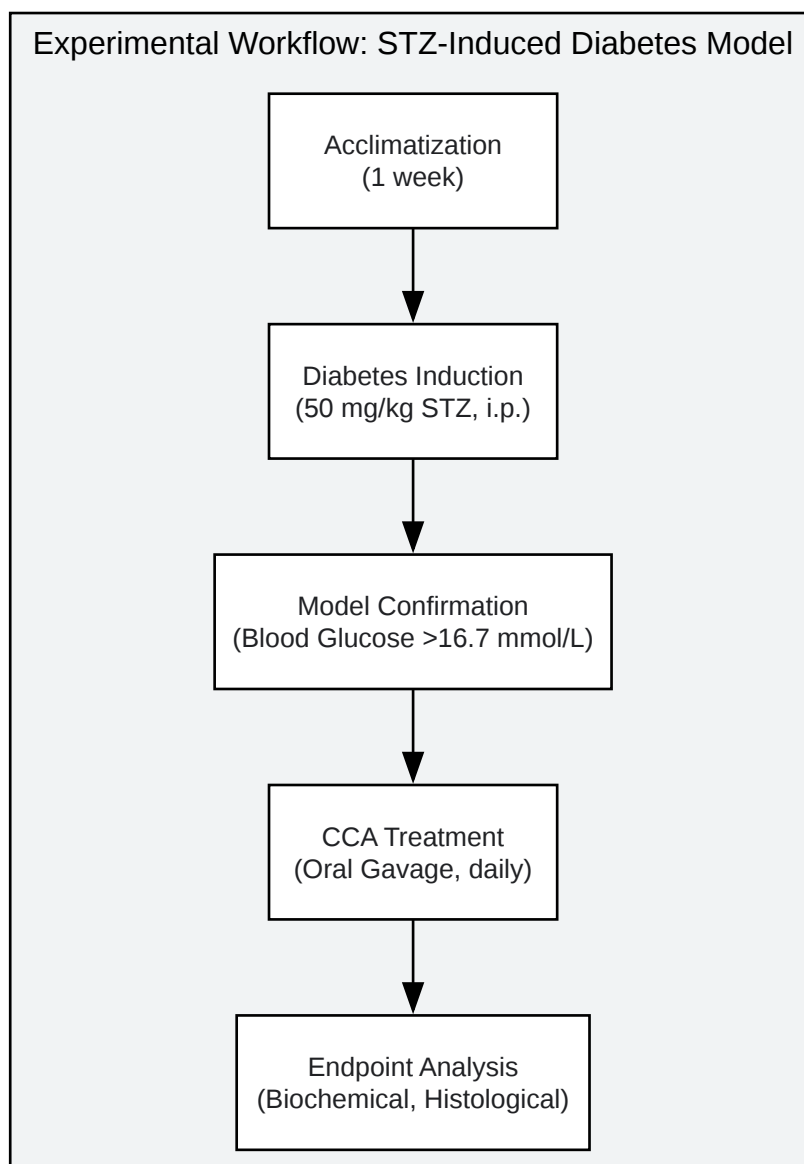 Experimental Workflow: STZ-Induced Diabetes Model
Acclimatization
(1 week)
Diabetes Induction
(50 mg/kg STZ, i.p.)
Model Confirmation
(Blood Glucose >16.7 mmol/L)
CCA Treatment
(Oral Gavage, daily)
Endpoint Analysis
(Biochemical, Histological)